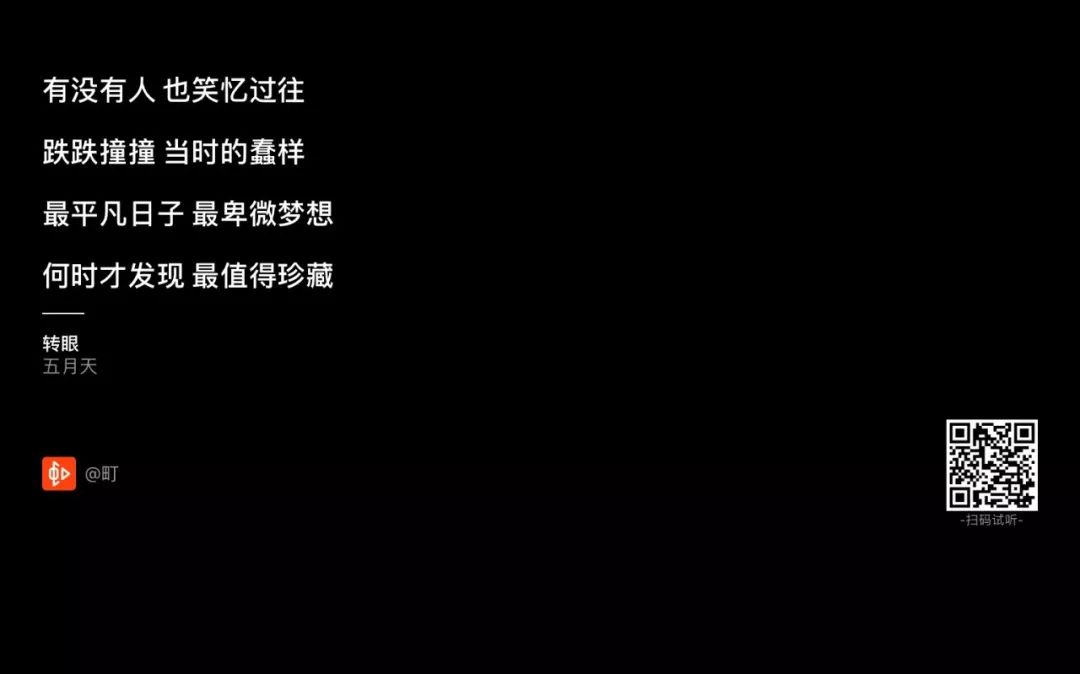 有没有人 也笑忆过往
跌跌撞撞 当时的蠢样
最平凡日子 最卑微梦想
何时才发现 最值得珍藏
转眼
五月天
@町
-扫码试听-